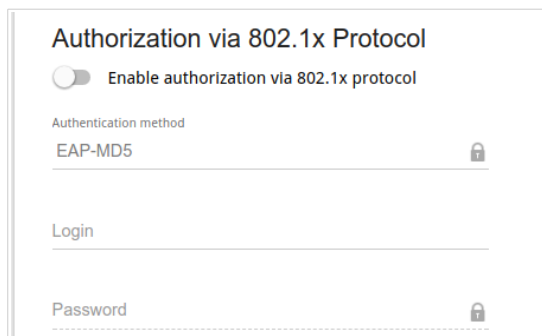 Authorization via 802.1x Protocol
Enable authorization via 802.1x protocol
Authentication method
EAP-MD5
Login
Password